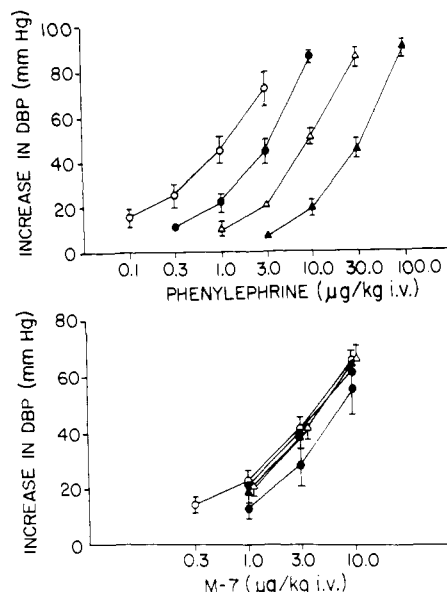 INCREASE IN DBP (mm Hg)
100
80
60
40
20
0
0.1 0.3 1.0 3.0 10.0 30.0 100.0
PHENYLEPHRINE (μg/kg i.v.)
INCREASE IN DBP (mm Hg)
80
60
40
20
0
0.3 1.0 3.0 10.0
M-7 (μg/kg i.v.)